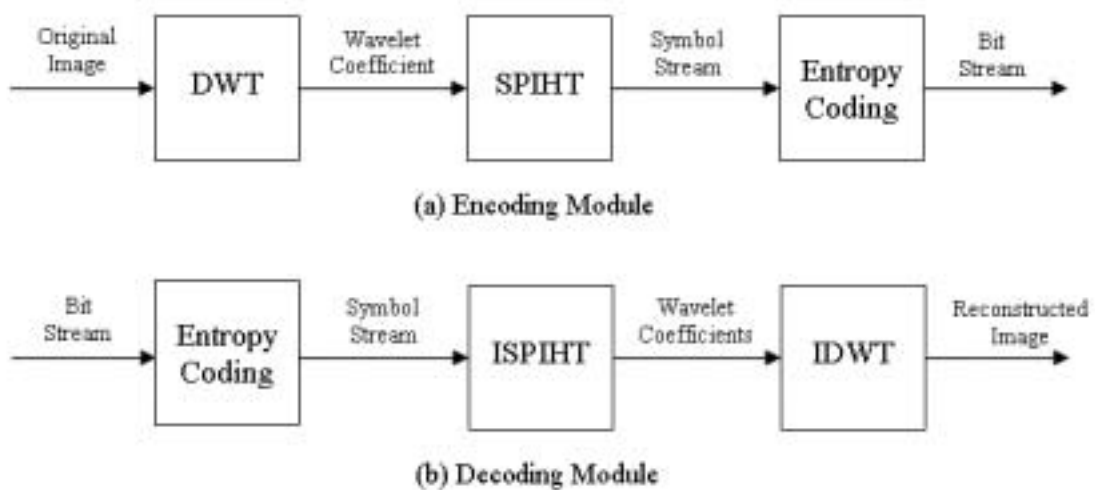 Original
Image
DWT
Wavelet
Coefficient
SPIHT
Symbol
Stream
Entropy
Coding
Bit
Stream
(a) Encoding Module
Bit
Stream
Entropy
Coding
Symbol
Stream
ISPIHT
Wavelet
Coefficients
IDWT
Reconstructed
Image
(b) Decoding Module